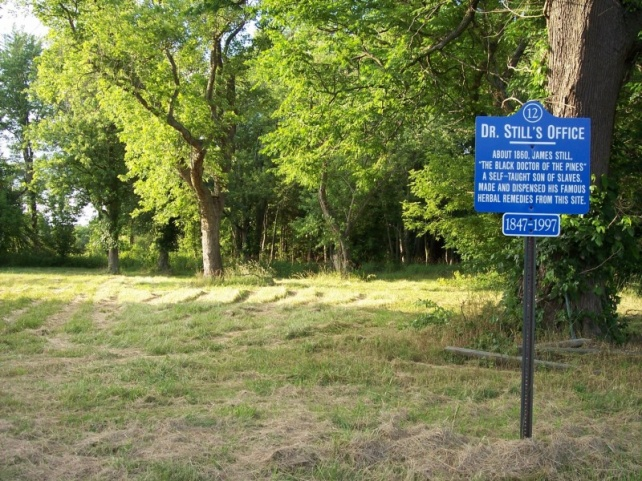 12
DR. STILL'S OFFICE
ABOUT 1860, JAMES STILL,
"THE BLACK DOCTOR OF THE PINES"
A SELF-TAUGHT SON OF SLAVES,
MADE AND DISPENSED HIS FAMOUS
HERBAL REMEDIES FROM THIS SITE.
1847-1997